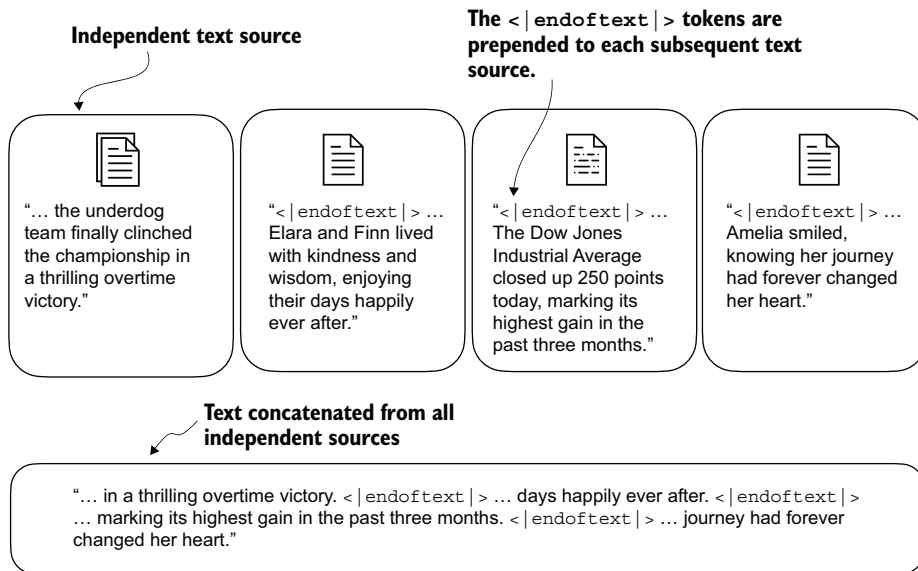 Independent text source
The <|endoftext|> tokens are
prepended to each subsequent text
source.
“… the underdog
team finally clinched
the championship in
a thrilling overtime
victory.”
“<|endoftext|> …
Elara and Finn lived
with kindness and
wisdom, enjoying
their days happily
ever after.”
“<|endoftext|> …
The Dow Jones
Industrial Average
closed up 250 points
today, marking its
highest gain in the
past three months.”
“<|endoftext|> …
Amelia smiled,
knowing her journey
had forever changed
her heart.”
Text concatenated from all
independent sources
“… in a thrilling overtime victory. <|endoftext|> … days happily ever after. <|endoftext|>
… marking its highest gain in the past three months. <|endoftext|> … journey had forever
changed her heart.”